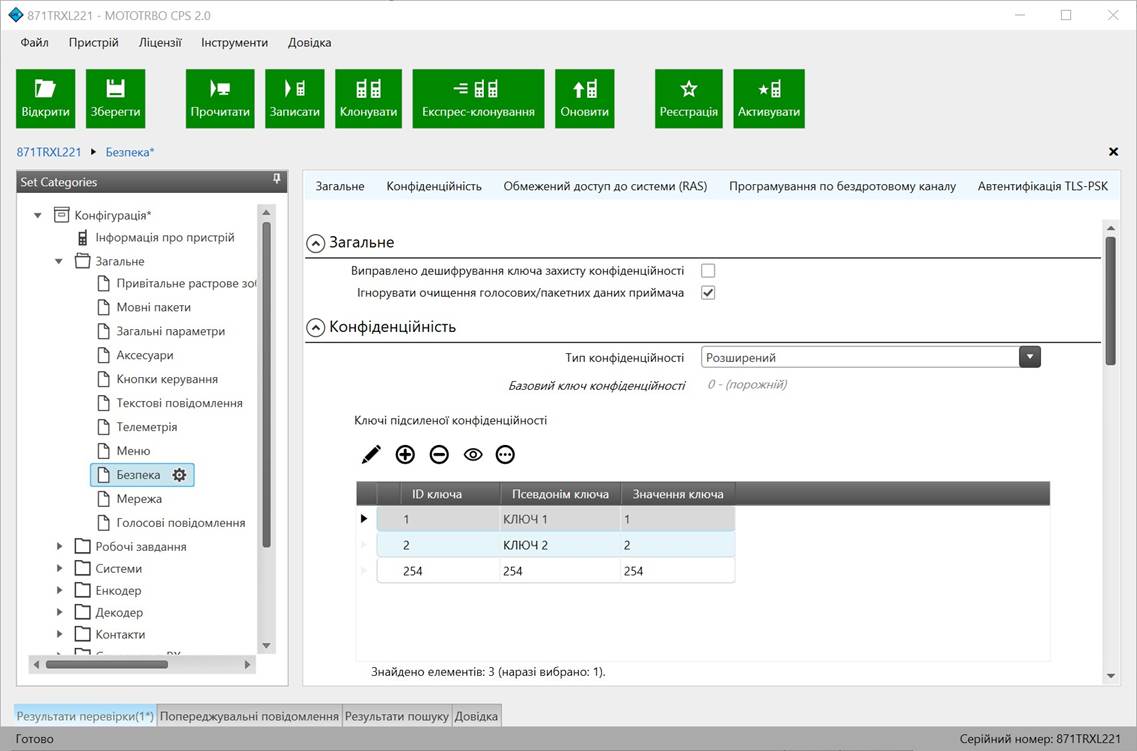 871TRXL221 - MOTOTRBO CPS 2.0
Файл Пристрій Ліцензії Інструменти Довідка
Відкрити Зберегти Прочитати Записати Клонувати Експрес-клонування Оновити Реєстрація Активувати
871TRXL221 Безпека*
Set Categories
Конфігурація*
Інформація про пристрій
Загальне
Привітальне растрове
Мовні пакети
Загальні параметри
Аксесуари
Кнопки керування
Текстові повідомлення
Телеметрія
Меню
Безпека
Мережа
Голосові повідомлення
Робочі завдання
Системи
Енкодер
Декодер
Контакти
Загальне Конфіденційність Обмежений доступ до системи (RAS) Програмування по бездротовому каналу Автентифікація TLS-PSK
Загальне
Виправлено дешифрування ключа захисту конфіденційності
Ігнорувати очищення голосових/пакетних даних приймача
Конфіденційність
Тип конфіденційності Розширений
Базовий ключ конфіденційності 0 - (порожній)
Ключі підсиленої конфіденційності
ID ключа Псевдонім ключа Значення ключа
1 КЛЮЧ 1 1
2 КЛЮЧ 2 2
254 254 254
Знайдено елементів: 3 (наразі вибрано: 1).
Результати перевірки(1*) Попереджувальні повідомлення Результати пошуку Довідка
Готово Серійний номер: 871TRXL221